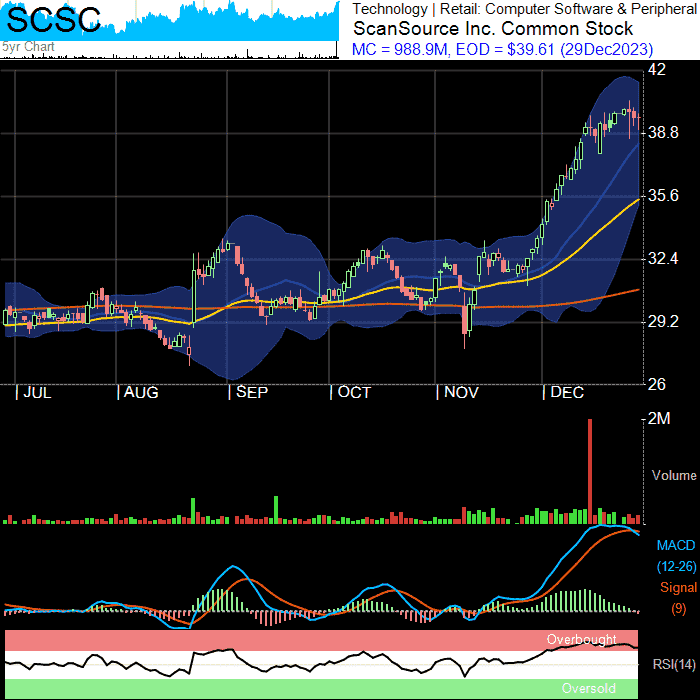 SCSC
5yr Chart
Technology | Retail: Computer Software & Peripheral
ScanSource Inc. Common Stock
MC = 988.9M, EOD = $39.61 (29Dec2023)
42
38.8
35.6
32.4
29.2
26
JUL AUG SEP OCT NOV DEC
2M
Volume
MACD
(12-26)
Signal
(9)
Overbought
RSI(14)
Oversold